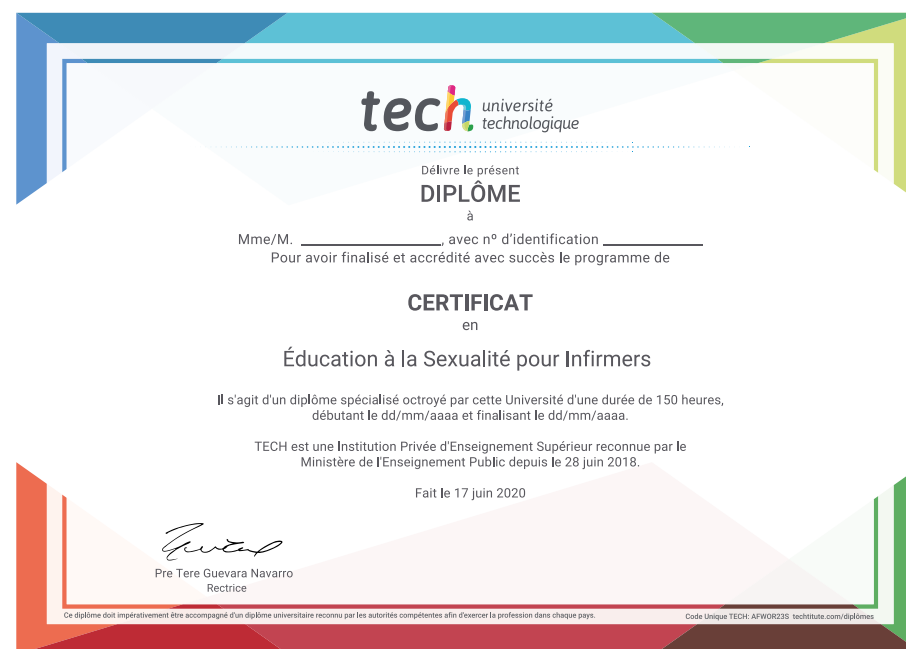 tech université
technologique
Délivre le présent
DIPLÔME
à
Mme/M. ____________________, avec nº d'identification ______________
Pour avoir finalisé et accrédité avec succès le programme de
CERTIFICAT
en
Éducation à la Sexualité pour Infirmers
Il s'agit d'un diplôme spécialisé octroyé par cette Université d'une durée de 150 heures,
débutant le dd/mm/aaaa et finalisant le dd/mm/aaaa.
TECH est une Institution Privée d'Enseignement Supérieur reconnue par le
Ministère de l'Enseignement Public depuis le 28 juin 2018.
Fait le 17 juin 2020
Pre Tere Guevara Navarro
Rectrice
Ce diplôme doit impérativement être accompagné d'un diplôme universitaire reconnu par les autorités compétentes afin d'exercer la profession dans chaque pays.
Code Unique TECH: AFWOR23S techtitute.com/diplômes